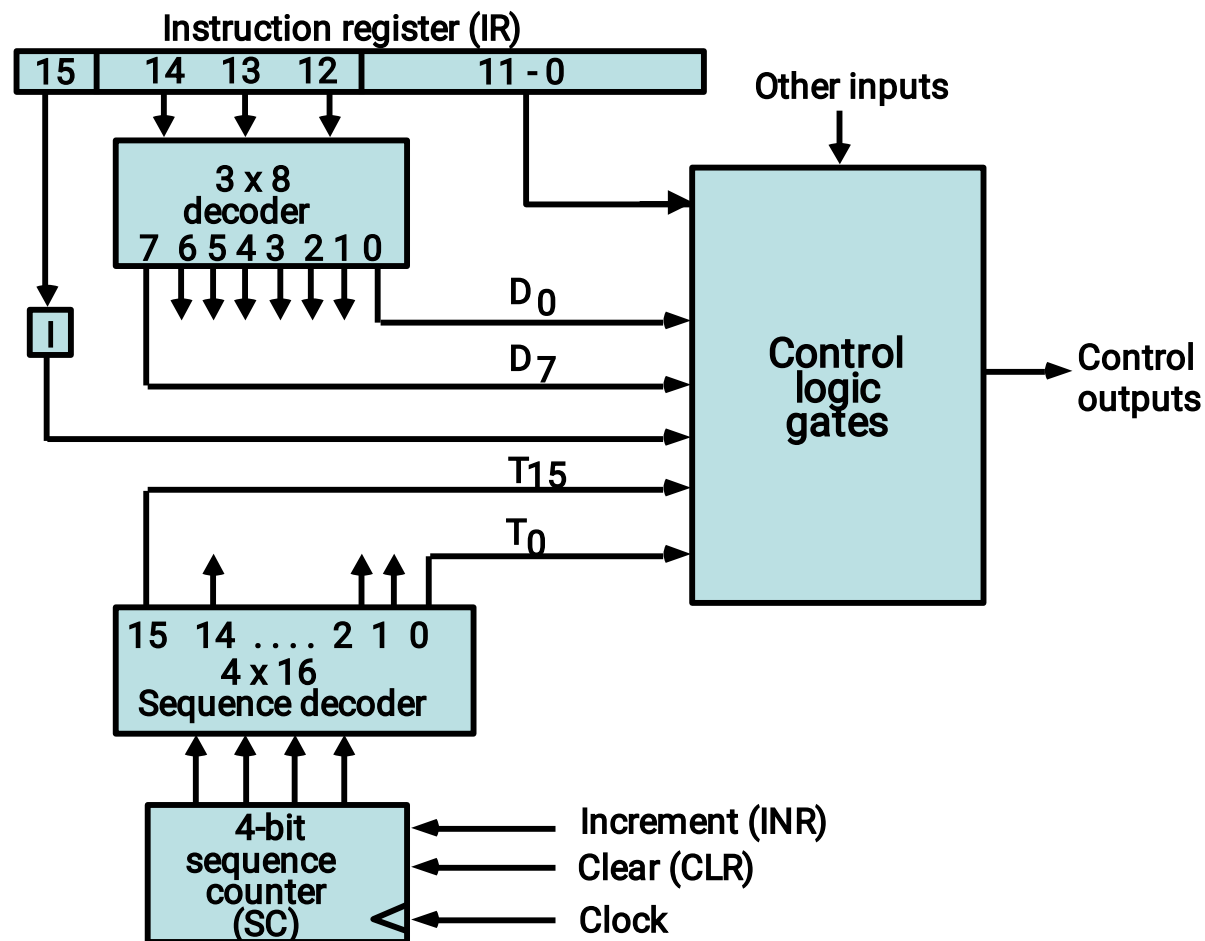 Instruction register (IR)
15 14 13 12 11 - 0
Other inputs
3 x 8
decoder
7 6 5 4 3 2 1 0
D0
I
D7
Control
logic
gates
Control
outputs
T15
T0
15 14 .... 2 1 0
4 x 16
Sequence decoder
4-bit
sequence
counter
(SC)
Increment (INR)
Clear (CLR)
Clock